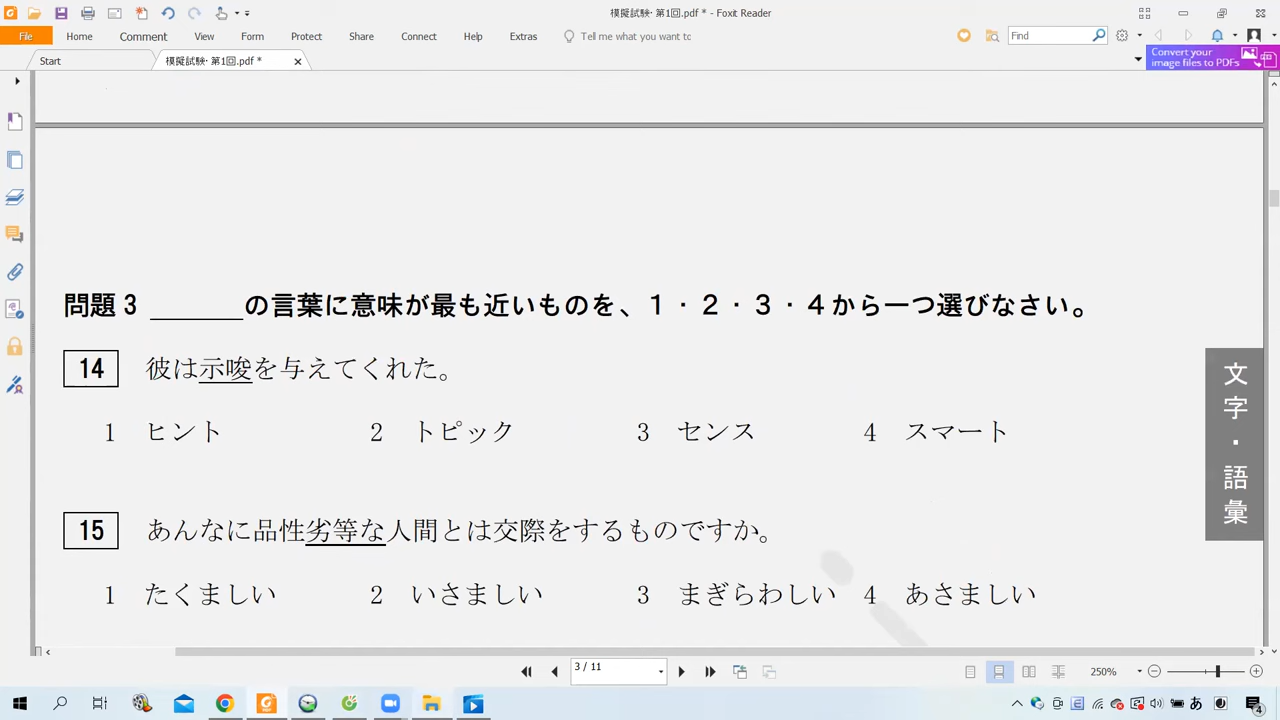 模擬試験・第1回.pdf * - Foxit Reader
File Home Comment View Form Protect Share Connect Help Extras Tell me what you want to Find
Start 模擬試験・第1回.pdf *
Convert your
image files to PDFs
問題3 ______の言葉に意味が最も近いものを、1・2・3・4から一つ選びなさい。
14 彼は示唆を与えてくれた。
1 ヒント 2 トピック 3 センス 4 スマート
15 あんなに品性劣等な人間とは交際をするものですか。
1 たくましい 2 いさましい 3 まぎらわしい 4 あさましい
文字・語彙
3 / 11 250%
あ 4